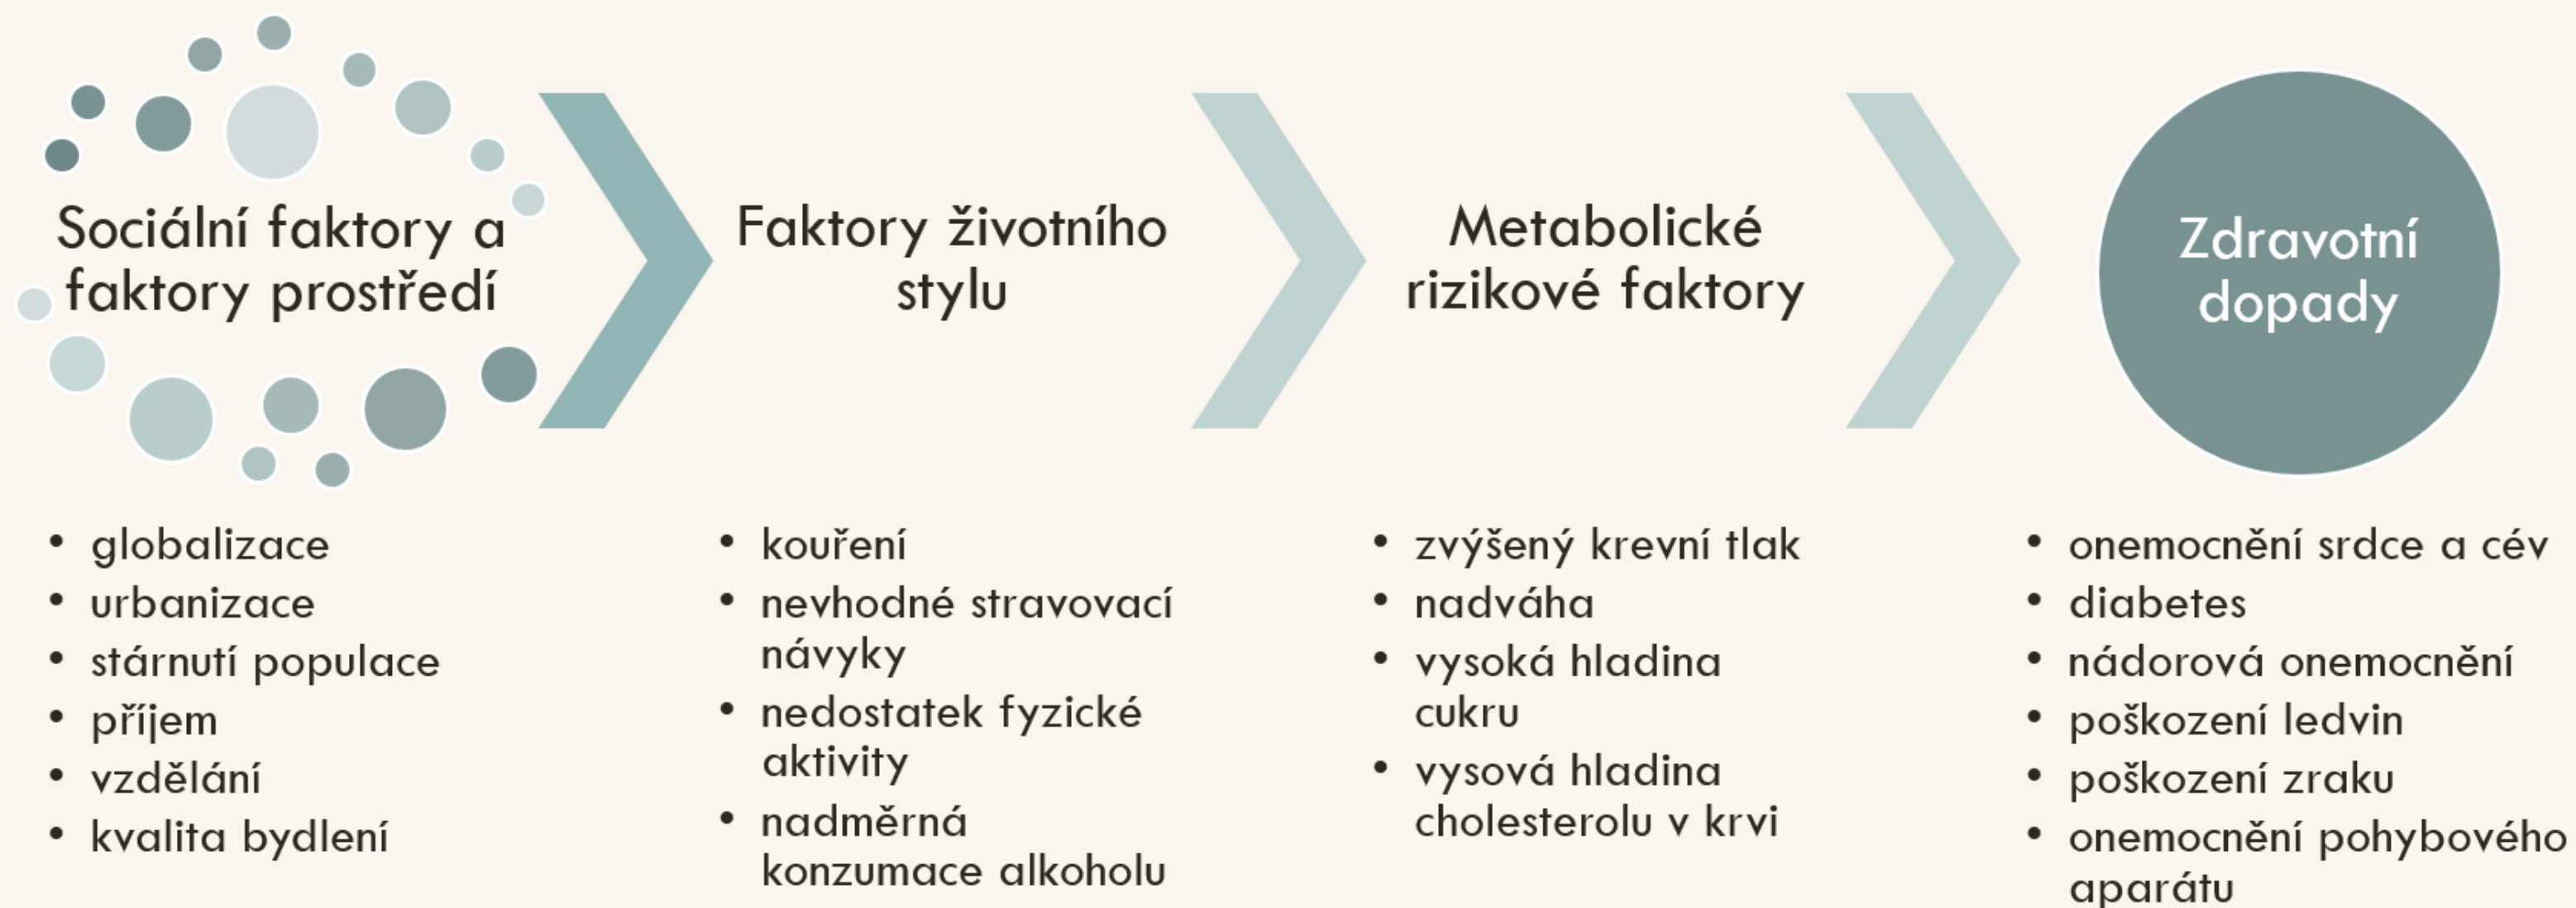 Sociální faktory a
faktory prostředí
Faktory životního
stylu
Metabolické
rizikové faktory
Zdravotní
dopady
• globalizace
• urbanizace
• stárnutí populace
• příjem
• vzdělání
• kvalita bydlení
• kouření
• nevhodné stravovací
návyky
• nedostatek fyzické
aktivity
• nadměrná
konzumace alkoholu
• zvýšený krevní tlak
• nadváha
• vysoká hladina
cukru
• vysová hladina
cholesterolu v krvi
• onemocnění srdce a cév
• diabetes
• nádorová onemocnění
• poškození ledvin
• poškození zraku
• onemocnění pohybového
aparátu